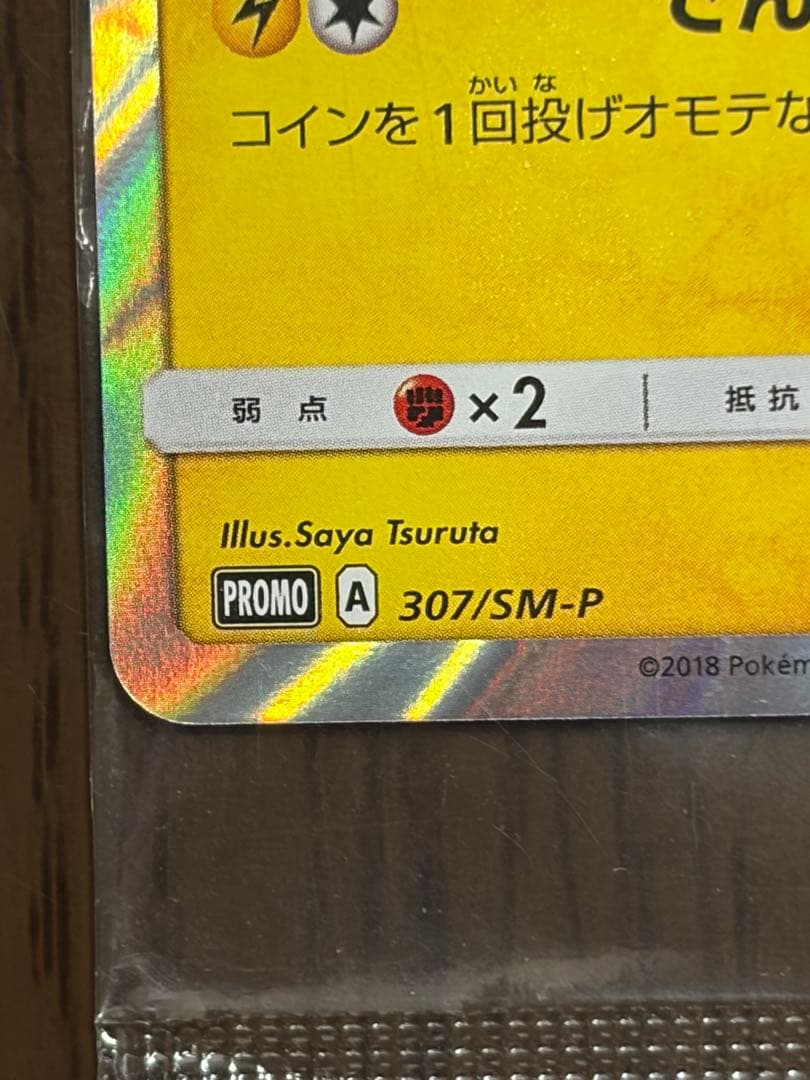 かい な
コインを1回投げオモテな
弱 点 ×2 抵 抗
Illus.Saya Tsuruta
PROMO A 307/SM-P
©2018 Pokém